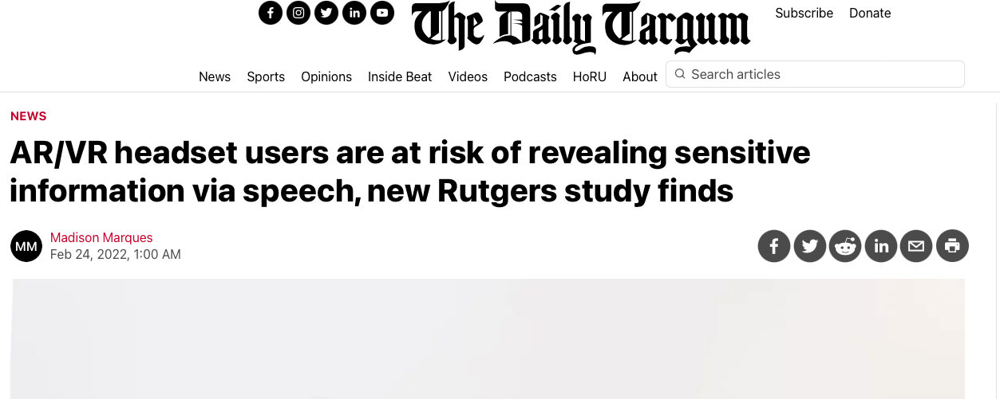 The Daily Targum
Subscribe Donate
News Sports Opinions Inside Beat Videos Podcasts HoRU About Search articles
NEWS
AR/VR headset users are at risk of revealing sensitive
information via speech, new Rutgers study finds
MM
Madison Marques
Feb 24, 2022, 1:00 AM